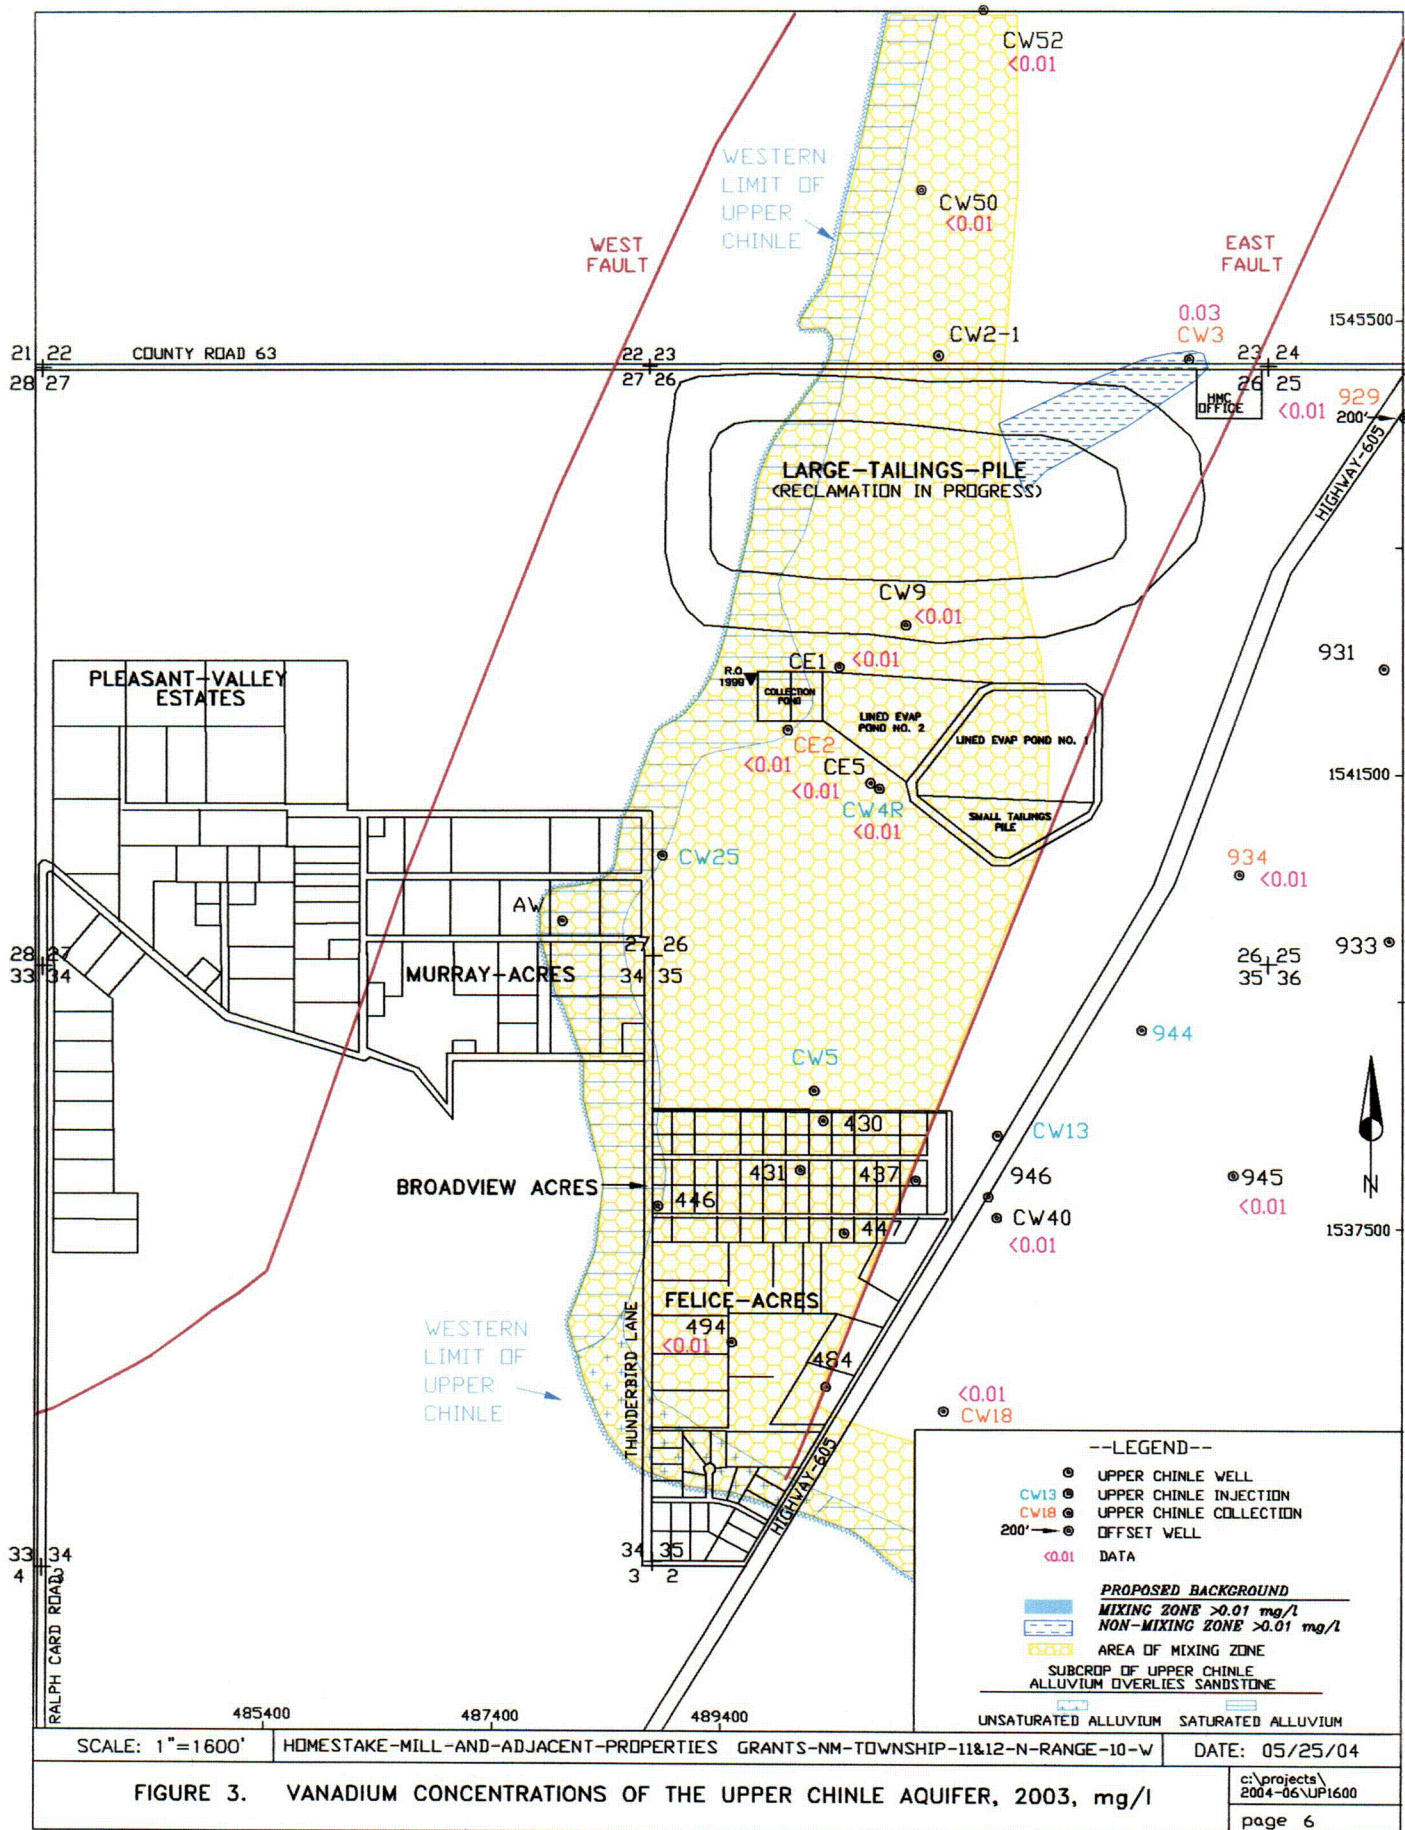 CW52
<0.01
WESTERN
LIMIT OF
UPPER
CHINLE
CW50
<0.01
WEST
FAULT
EAST
FAULT
0.03
CW3
1545500
CW2-1
21 22
28 27
COUNTY ROAD 63
22 23
27 26
23 24
26 25
HMC
OFFICE
929
<0.01
200'
HIGHWAY-605
LARGE-TAILINGS-PILE
(RECLAMATION IN PROGRESS)
CW9
<0.01
CE1
<0.01
931
R.O.
1999
COLLECTION
POND
PLEASANT-VALLEY
ESTATES
LINED EVAP
POND NO. 2
LINED EVAP POND NO. 1
CE2
<0.01
CE5
<0.01
1541500
CW4R
<0.01
SMALL TAILINGS
PILE
CW25
934
<0.01
AW
28 27
33 34
27 26
34 35
26 25
35 36
933
MURRAY-ACRES
944
CW5
430
CW13
431
437
946
945
<0.01
BROADVIEW ACRES
446
447
CW40
<0.01
1537500
N
FELICE-ACRES
494
<0.01
THUNDERBIRD LANE
WESTERN
LIMIT OF
UPPER
CHINLE
484
<0.01
CW18
HIGHWAY-605
33 34
4 3
34 35
3 2
RALPH CARD ROAD
--LEGEND--
UPPER CHINLE WELL
CW13 UPPER CHINLE INJECTION
CW18 UPPER CHINLE COLLECTION
200' OFFSET WELL
<0.01 DATA
PROPOSED BACKGROUND
MIXING ZONE >0.01 mg/l
NON-MIXING ZONE >0.01 mg/l
AREA OF MIXING ZONE
SUBCROP OF UPPER CHINLE
ALLUVIUM OVERLIES SANDSTONE
UNSATURATED ALLUVIUM SATURATED ALLUVIUM
485400 487400 489400
SCALE: 1"=1600'
HOMESTAKE-MILL-AND-ADJACENT-PROPERTIES GRANTS-NM-TOWNSHIP-11&12-N-RANGE-10-W
DATE: 05/25/04
FIGURE 3. VANADIUM CONCENTRATIONS OF THE UPPER CHINLE AQUIFER, 2003, mg/l
c:\projects\
2004-06\UP1600
page 6